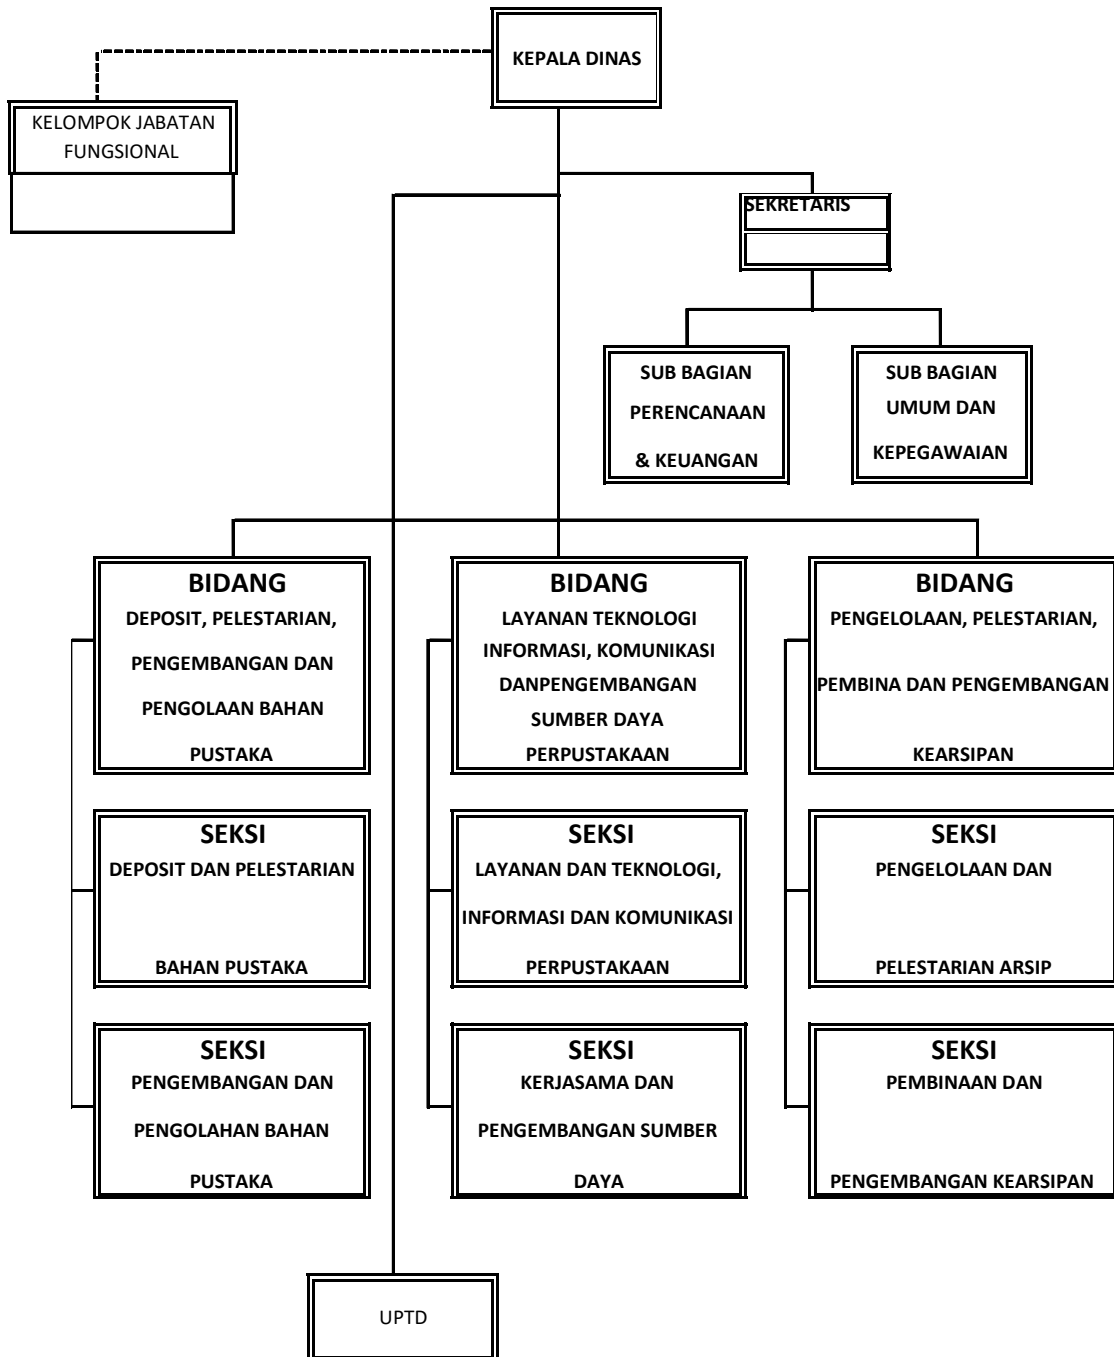 KEPALA DINAS
KELOMPOK JABATAN
FUNGSIONAL
SEKRETARIS
SUB BAGIAN
PERENCANAAN
& KEUANGAN
SUB BAGIAN
UMUM DAN
KEPEGAWAIAN
BIDANG
DEPOSIT, PELESTARIAN,
PENGEMBANGAN DAN
PENGOLAAN BAHAN
PUSTAKA
BIDANG
LAYANAN TEKNOLOGI
INFORMASI, KOMUNIKASI
DANPENGEMBANGAN
SUMBER DAYA
PERPUSTAKAAN
BIDANG
PENGELOLAAN, PELESTARIAN,
PEMBINA DAN PENGEMBANGAN
KEARSIPAN
SEKSI
DEPOSIT DAN PELESTARIAN
BAHAN PUSTAKA
SEKSI
LAYANAN DAN TEKNOLOGI,
INFORMASI DAN KOMUNIKASI
PERPUSTAKAAN
SEKSI
PENGELOLAAN DAN
PELESTARIAN ARSIP
SEKSI
PENGEMBANGAN DAN
PENGOLAHAN BAHAN
PUSTAKA
SEKSI
KERJASAMA DAN
PENGEMBANGAN SUMBER
DAYA
SEKSI
PEMBINAAN DAN
PENGEMBANGAN KEARSIPAN
UPTD